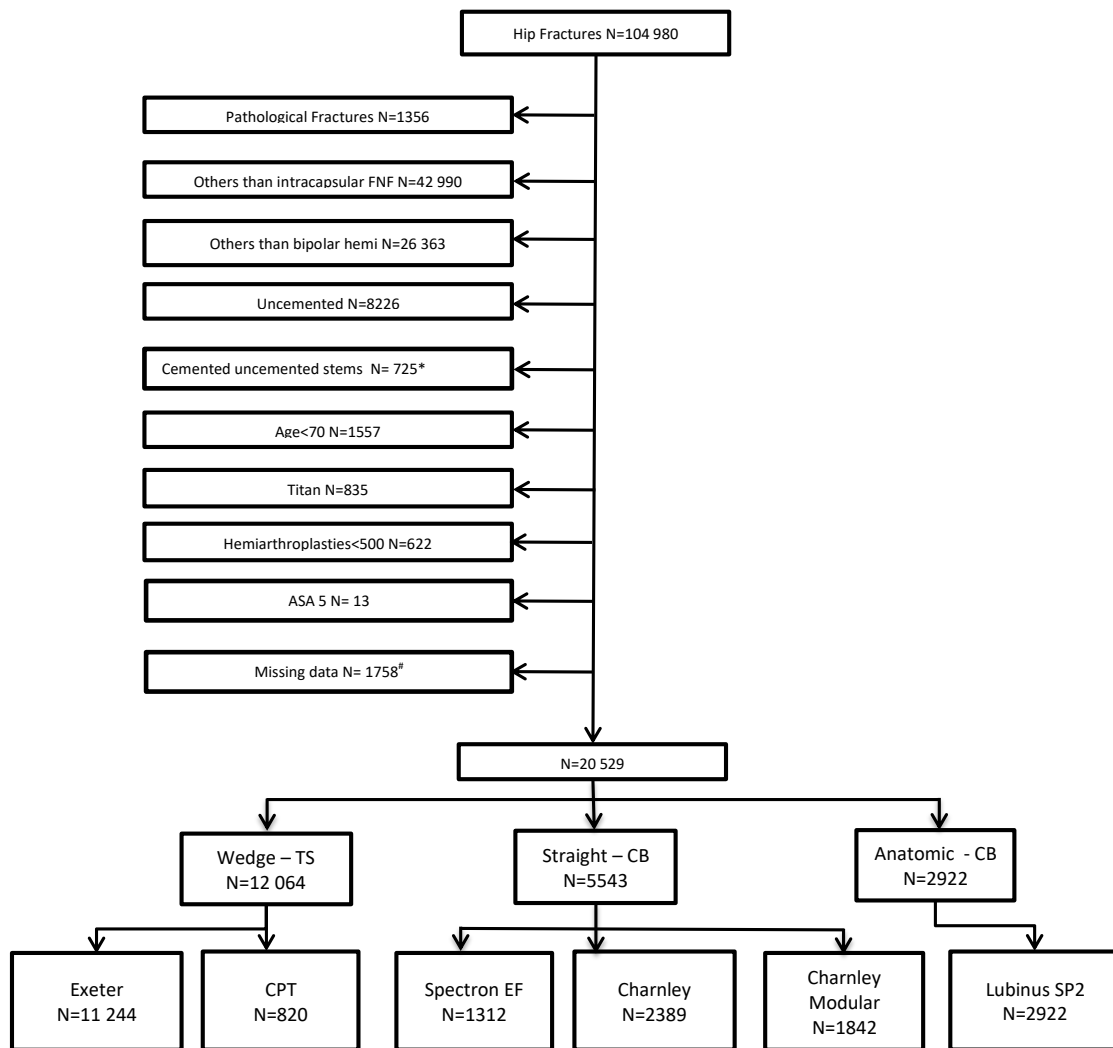 Hip Fractures N=104 980
Pathological Fractures N=1356
Others than intracapsular FNF N=42 990
Others than bipolar hemi N=26 363
Uncemented N=8226
Cemented uncemented stems N= 725*
Age<70 N=1557
Titan N=835
Hemiarthroplasties<500 N=622
ASA 5 N= 13
Missing data N= 1758#
N=20 529
Wedge – TS
N=12 064
Straight – CB
N=5543
Anatomic - CB
N=2922
Exeter
N=11 244
CPT
N=820
Spectron EF
N=1312
Charnley
N=2389
Charnley
Modular
N=1842
Lubinus SP2
N=2922